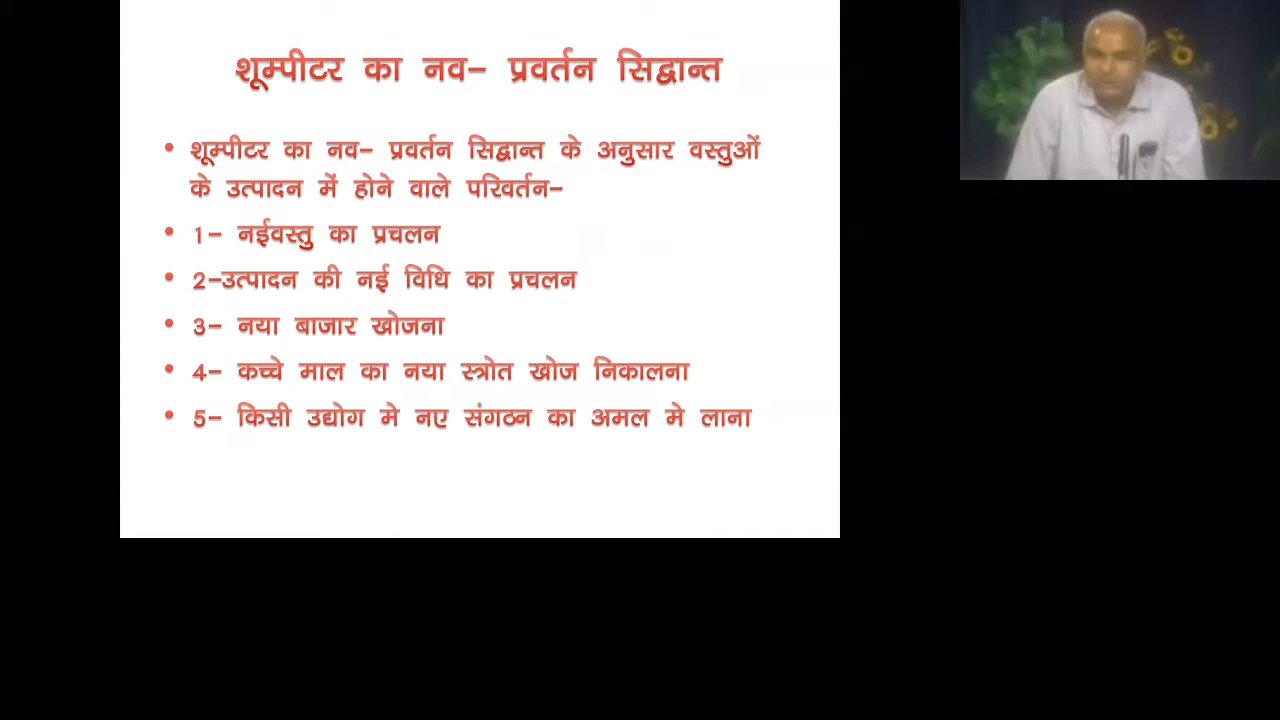 शूम्पीटर का नव- प्रवर्तन सिद्वान्त
• शूम्पीटर का नव- प्रवर्तन सिद्वान्त के अनुसार वस्तुओं
के उत्पादन में होने वाले परिवर्तन-
• 1- नईवस्तु का प्रचलन
• 2-उत्पादन की नई विधि का प्रचलन
• 3- नया बाजार खोजना
• 4- कच्चे माल का नया स्त्रोत खोज निकालना
• 5- किसी उद्योग मे नए संगठन का अमल मे लाना